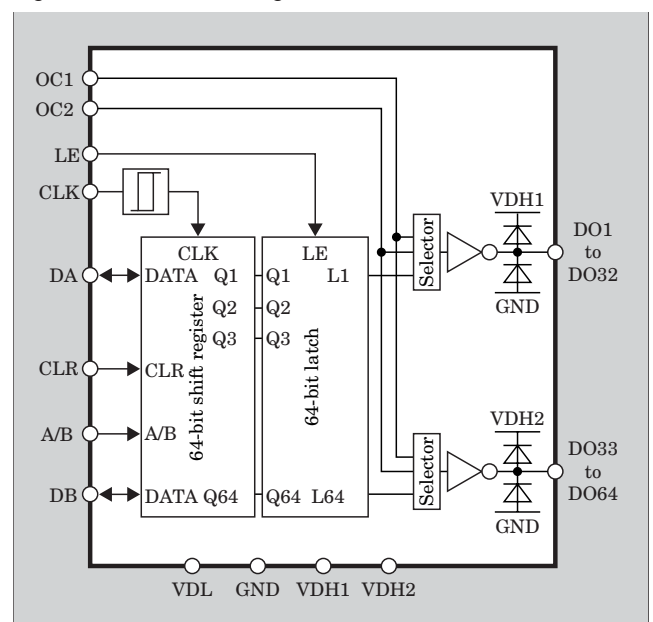 OC1
OC2
LE
CLK
DA
CLR
A/B
DB
CLK
DATA Q1
Q2
Q3
CLR
A/B
DATA Q64
64-bit shift register
LE
Q1 L1
Q2
Q3
Q64 L64
64-bit latch
Selector
VDH1
GND
DO1
to
DO32
Selector
VDH2
GND
DO33
to
DO64
VDL GND VDH1 VDH2